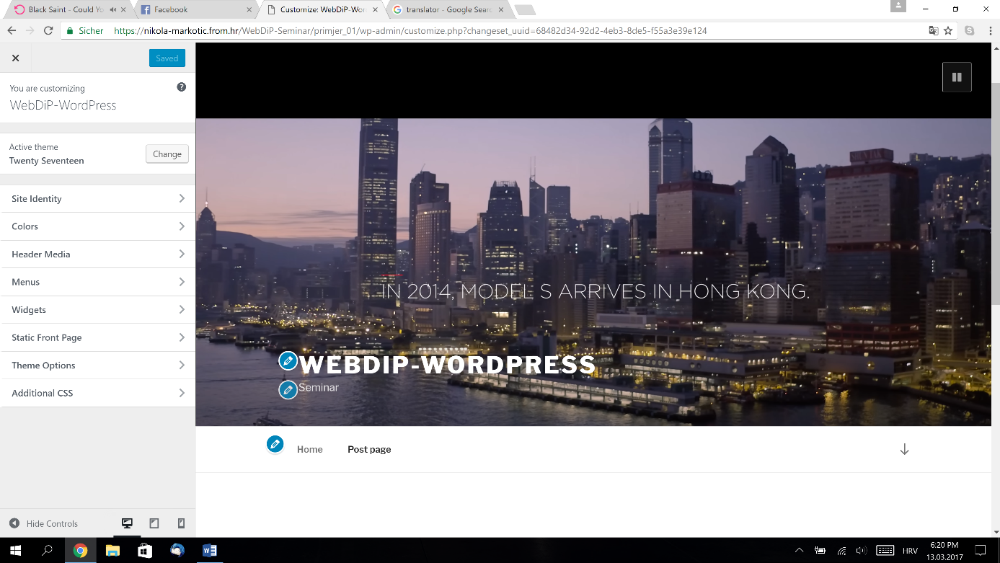 Black Saint - Could Yo
Facebook
Customize: WebDiP-Wor
translator - Google Searc
Sicher
https://nikola-markotic.from.hr/WebDiP-Seminar/primjer_01/wp-admin/customize.php?changeset_uuid=68482d34-92d2-4eb3-8de5-f55a3e39e124
Saved
You are customizing
WebDiP-WordPress
Active theme
Twenty Seventeen
Change
Site Identity
Colors
Header Media
Menus
Widgets
Static Front Page
Theme Options
Additional CSS
Hide Controls
IN 2014, MODEL S ARRIVES IN HONG KONG.
WEBDIP-WORDPRESS
Seminar
Home Post page
HRV
6:20 PM
13.03.2017